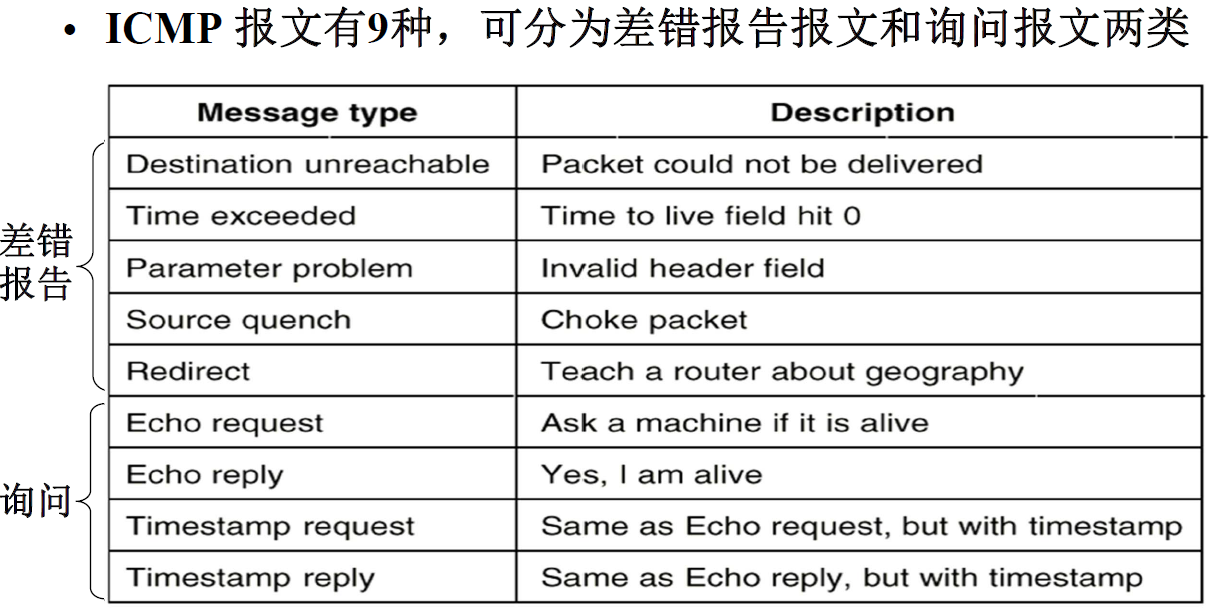 • ICMP 报文有9种，可分为差错报告报文和询问报文两类
Message type Description
Destination unreachable Packet could not be delivered
Time exceeded Time to live field hit 0
Parameter problem Invalid header field
Source quench Choke packet
Redirect Teach a router about geography
差错
报告
Echo request Ask a machine if it is alive
Echo reply Yes, I am alive
Timestamp request Same as Echo request, but with timestamp
Timestamp reply Same as Echo reply, but with timestamp
询问